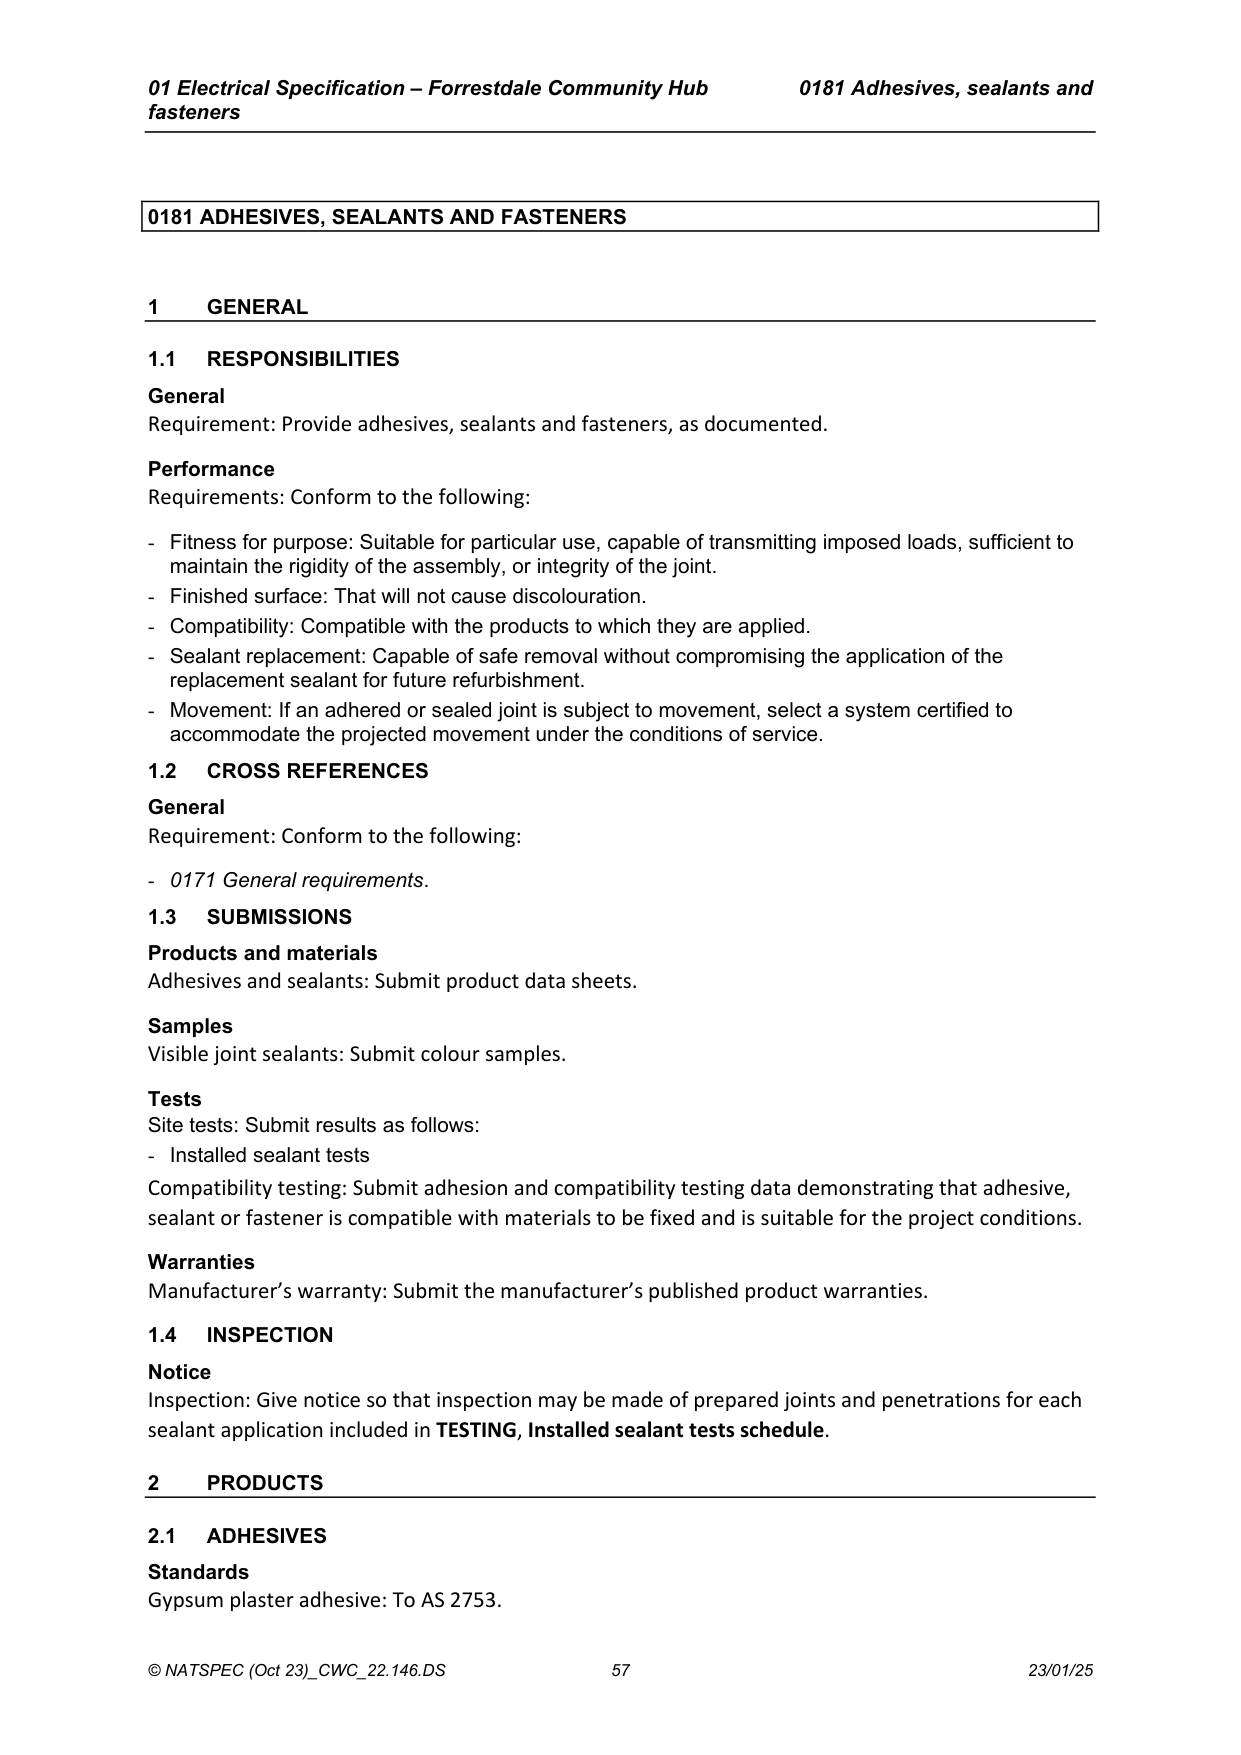 01 Electrical Specification – Forrestdale Community Hub 0181 Adhesives, sealants and
fasteners
0181 ADHESIVES, SEALANTS AND FASTENERS
1 GENERAL
1.1 RESPONSIBILITIES
General
Requirement: Provide adhesives, sealants and fasteners, as documented.
Performance
Requirements: Conform to the following:
- Fitness for purpose: Suitable for particular use, capable of transmitting imposed loads, sufficient to
maintain the rigidity of the assembly, or integrity of the joint.
- Finished surface: That will not cause discolouration.
- Compatibility: Compatible with the products to which they are applied.
- Sealant replacement: Capable of safe removal without compromising the application of the
replacement sealant for future refurbishment.
- Movement: If an adhered or sealed joint is subject to movement, select a system certified to
accommodate the projected movement under the conditions of service.
1.2 CROSS REFERENCES
General
Requirement: Conform to the following:
- 0171 General requirements.
1.3 SUBMISSIONS
Products and materials
Adhesives and sealants: Submit product data sheets.
Samples
Visible joint sealants: Submit colour samples.
Tests
Site tests: Submit results as follows:
- Installed sealant tests
Compatibility testing: Submit adhesion and compatibility testing data demonstrating that adhesive,
sealant or fastener is compatible with materials to be fixed and is suitable for the project conditions.
Warranties
Manufacturer’s warranty: Submit the manufacturer’s published product warranties.
1.4 INSPECTION
Notice
Inspection: Give notice so that inspection may be made of prepared joints and penetrations for each
sealant application included in TESTING, Installed sealant tests schedule.
2 PRODUCTS
2.1 ADHESIVES
Standards
Gypsum plaster adhesive: To AS 2753.
© NATSPEC (Oct 23)_CWC_22.146.DS 57 23/01/25